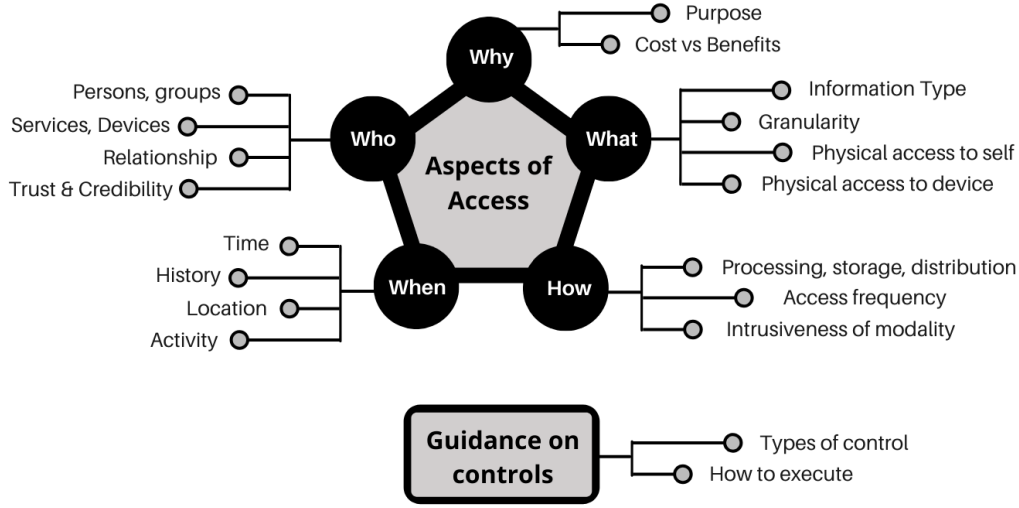 Why
Purpose
Cost vs Benefits
Who
Persons, groups
Services, Devices
Relationship
Trust & Credibility
What
Information Type
Granularity
Physical access to self
Physical access to device
Aspects of
Access
When
Time
History
Location
Activity
How
Processing, storage, distribution
Access frequency
Intrusiveness of modality
Guidance on
controls
Types of control
How to execute